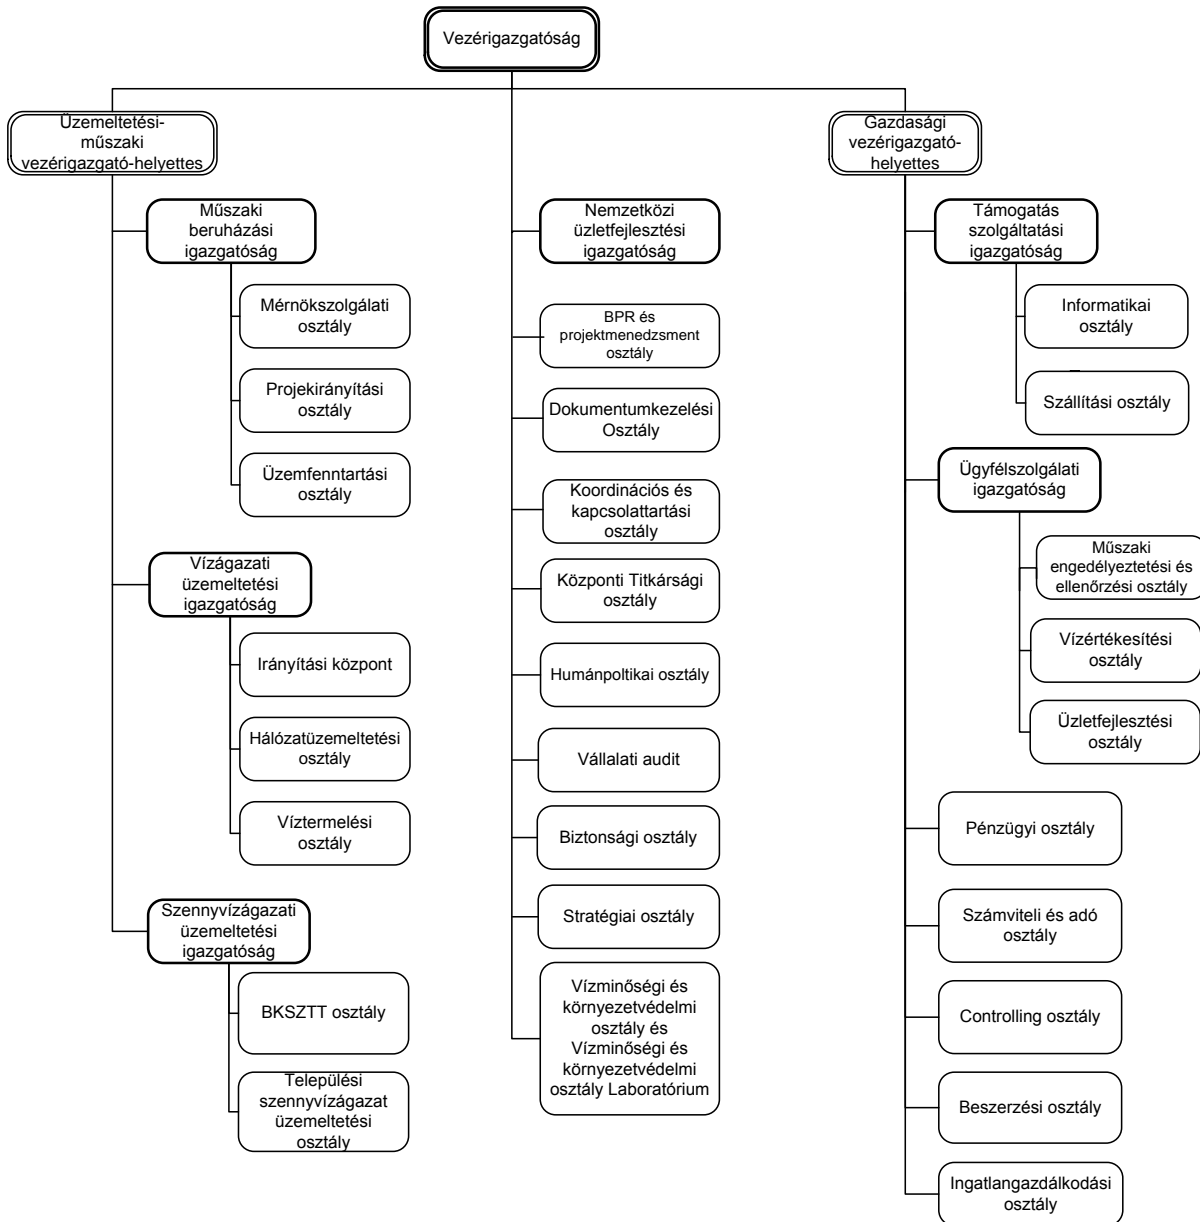 Vezérigazgatóság
Üzemeltetési-
műszaki
vezérigazgató-helyettes
Műszaki
beruházási
igazgatóság
Mérnökszolgálati
osztály
Projekirányítási
osztály
Üzemfenntartási
osztály
Vízágazati
üzemeltetési
igazgatóság
Irányítási központ
Hálózatüzemeltetési
osztály
Víztermelési
osztály
Szennyvízágazati
üzemeltetési
igazgatóság
BKSZTT osztály
Települési
szennyvízágazat
üzemeltetési
osztály
Nemzetközi
üzletfejlesztési
igazgatóság
BPR és
projektmenedzsment
osztály
Dokumentumkezelési
Osztály
Koordinációs és
kapcsolattartási
osztály
Központi Titkársági
osztály
Humánpoltikai osztály
Vállalati audit
Biztonsági osztály
Stratégiai osztály
Vízminőségi és
környezetvédelmi
osztály és
Vízminőségi és
környezetvédelmi
osztály Laboratórium
Gazdasági
vezérigazgató-
helyettes
Támogatás
szolgáltatási
igazgatóság
Informatikai
osztály
Szállítási osztály
Ügyfélszolgálati
igazgatóság
Műszaki
engedélyeztetési és
ellenőrzési osztály
Vízértékesítési
osztály
Üzletfejlesztési
osztály
Pénzügyi osztály
Számviteli és adó
osztály
Controlling osztály
Beszerzési osztály
Ingatlangazdálkodási
osztály